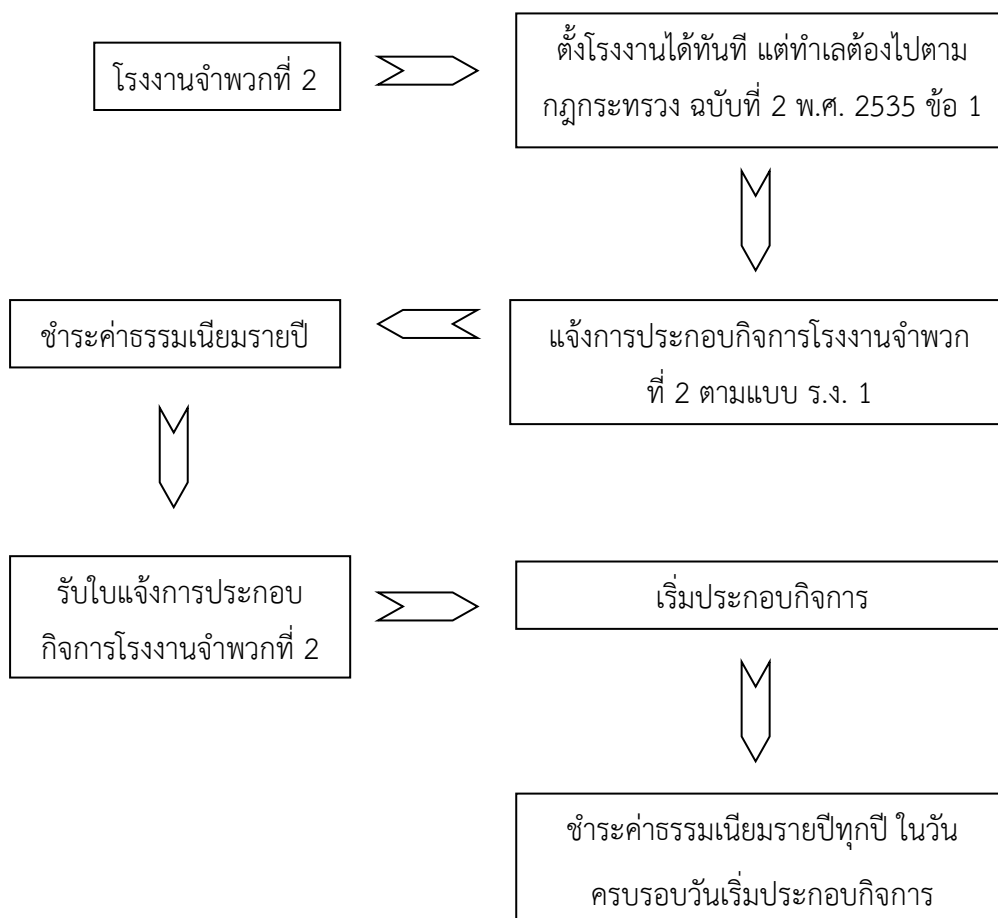 โรงงานจำพวกที่ 2
ตั้งโรงงานได้ทันที แต่ทำเลต้องไปตาม
กฎกระทรวง ฉบับที่ 2 พ.ศ. 2535 ข้อ 1
แจ้งการประกอบกิจการโรงงานจำพวก
ที่ 2 ตามแบบ ร.ง. 1
ชำระค่าธรรมเนียมรายปี
รับใบแจ้งการประกอบ
กิจการโรงงานจำพวกที่ 2
เริ่มประกอบกิจการ
ชำระค่าธรรมเนียมรายปีทุกปี ในวัน
ครบรอบวันเริ่มประกอบกิจการ